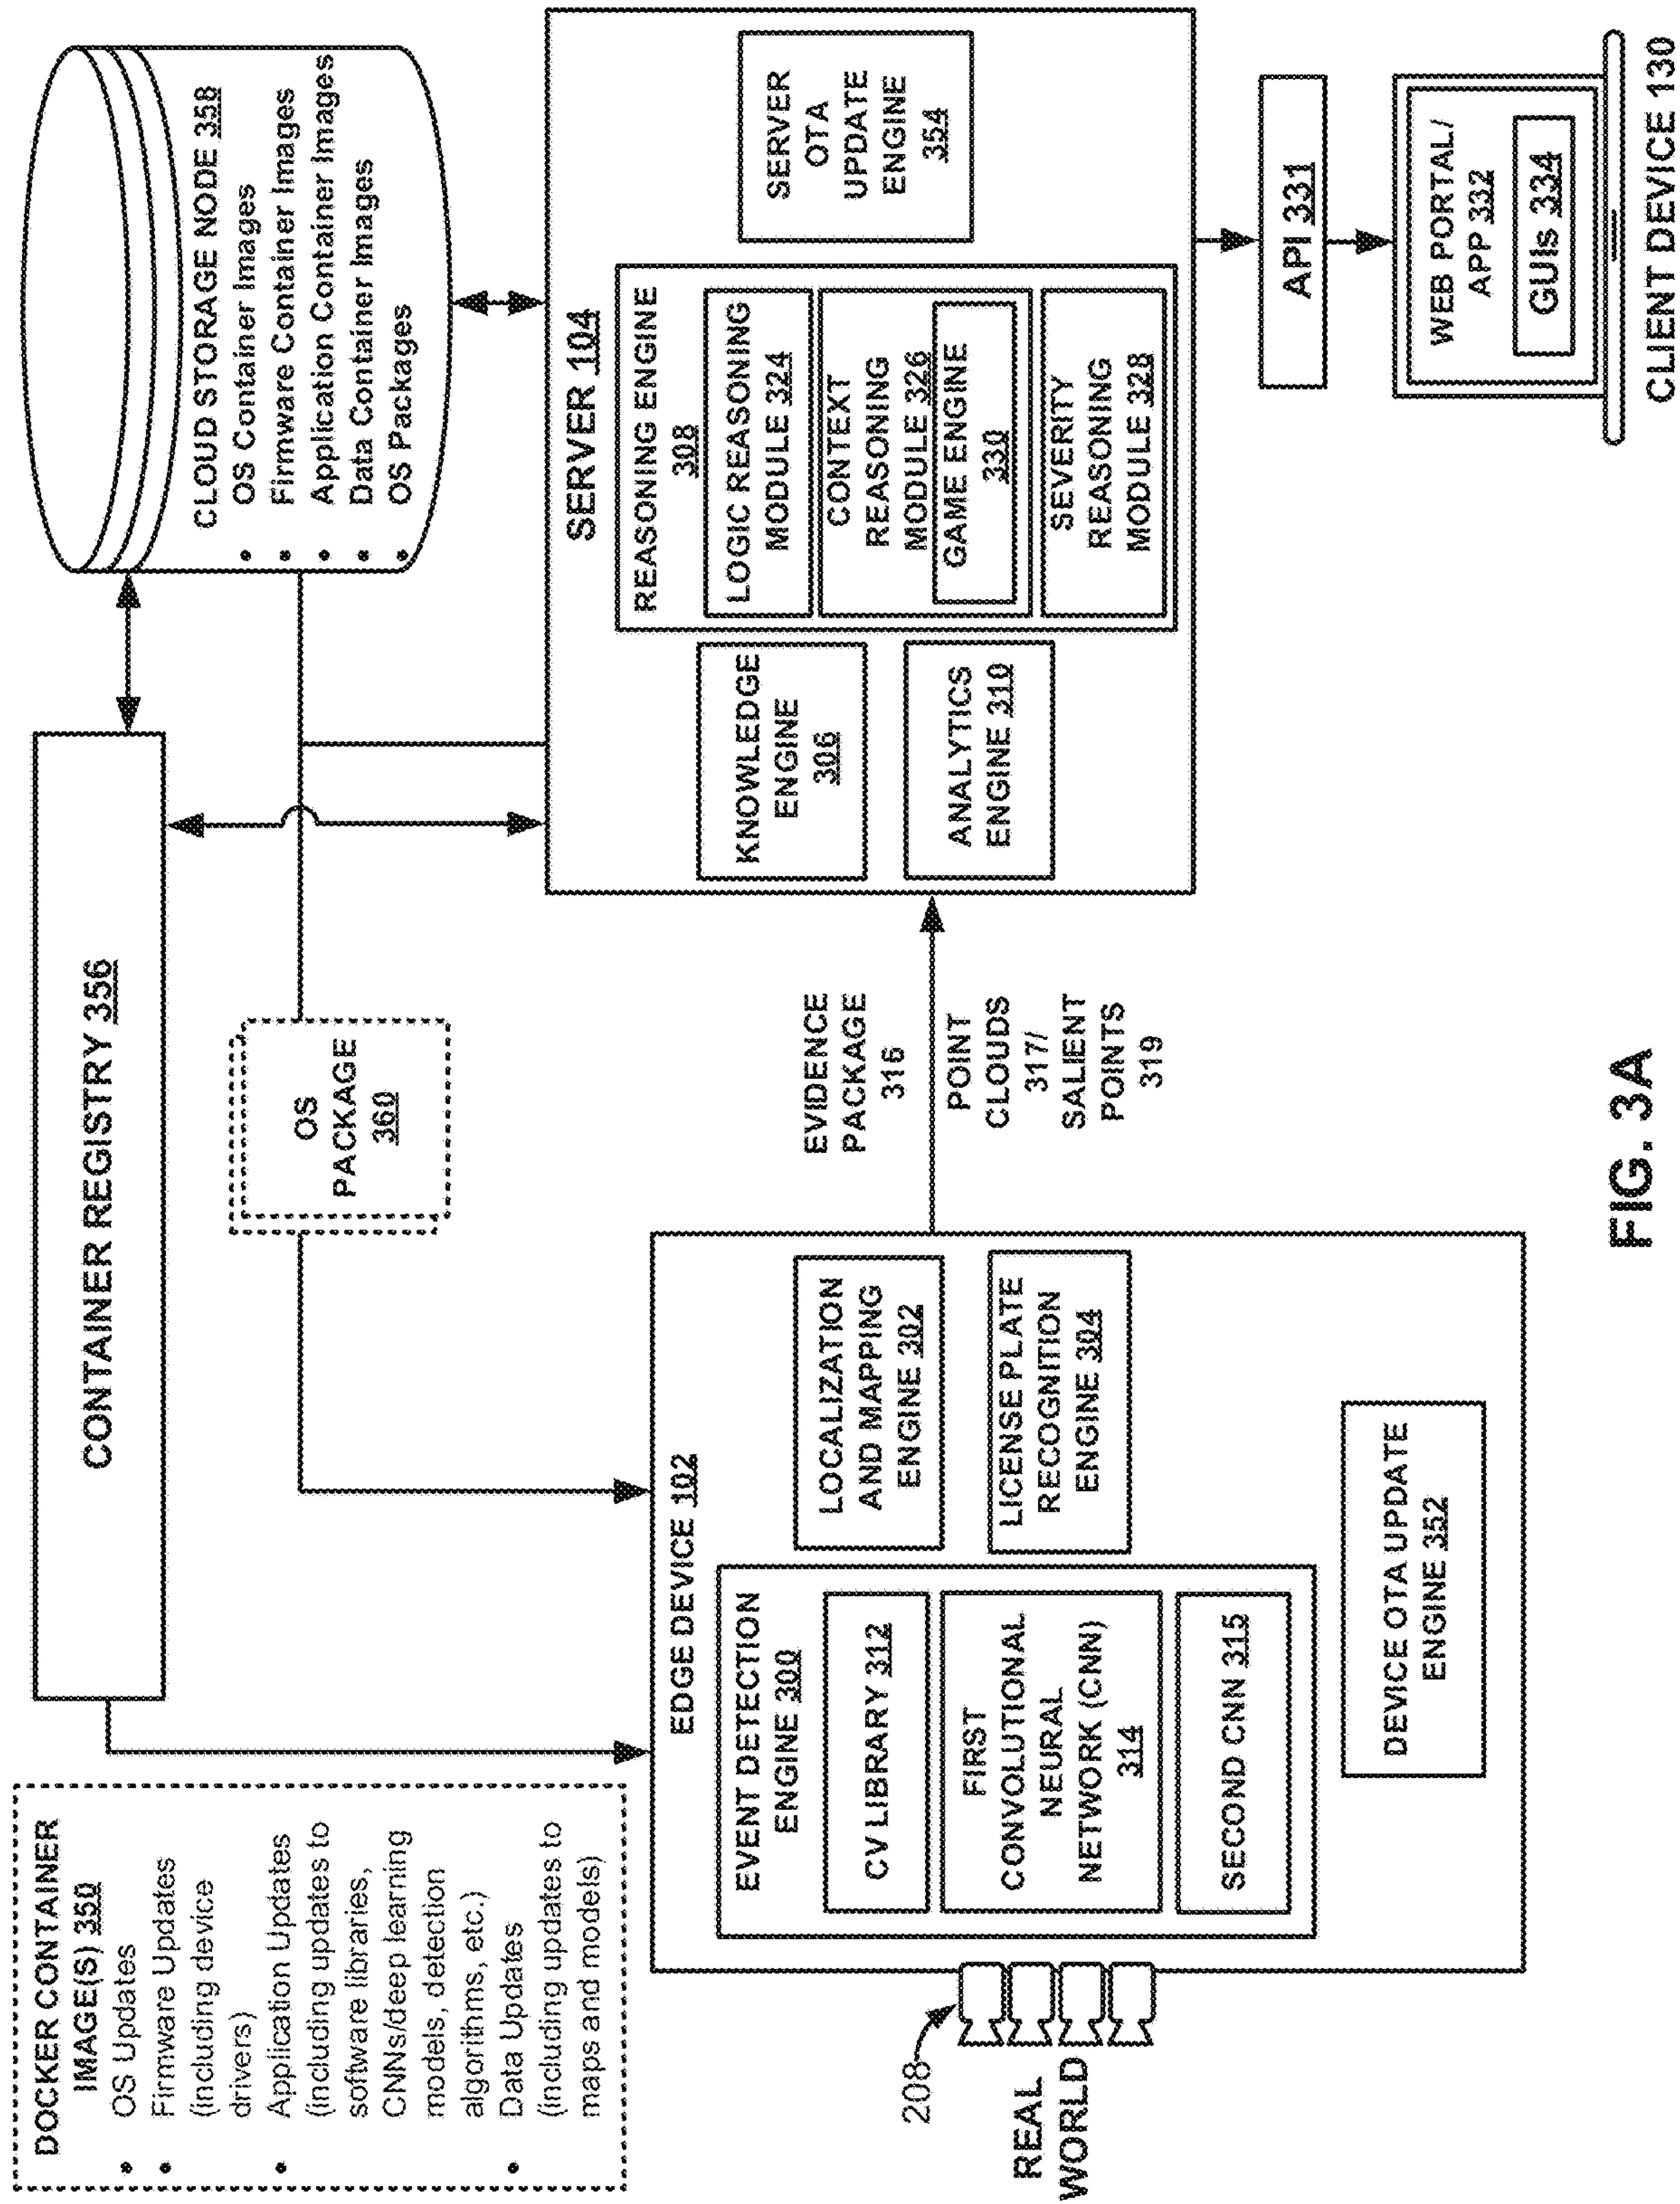 DOCKER CONTAINER
IMAGE(S) 350
• OS Updates
• Firmware Updates
(including device
drivers)
• Application Updates
(including updates to
software libraries,
CNNs/deep learning
models, detection
algorithms, etc.)
• Data Updates
(including updates to
maps and models)
CONTAINER REGISTRY 356
CLOUD STORAGE NODE 358
• OS Container Images
• Firmware Container Images
• Application Container Images
• Data Container Images
• OS Packages
OS
PACKAGE
360
EDGE DEVICE 102
EVENT DETECTION
ENGINE 300
CV LIBRARY 312
FIRST
CONVOLUTIONAL
NEURAL
NETWORK (CNN)
314
SECOND CNN 315
LOCALIZATION
AND MAPPING
ENGINE 302
LICENSE PLATE
RECOGNITION
ENGINE 304
DEVICE OTA UPDATE
ENGINE 352
208
REAL
WORLD
EVIDENCE
PACKAGE
316
POINT
CLOUDS
317/
SALIENT
POINTS
319
SERVER 104
KNOWLEDGE
ENGINE
306
ANALYTICS
ENGINE 310
REASONING ENGINE
308
LOGIC REASONING
MODULE 324
CONTEXT
REASONING
MODULE 326
GAME ENGINE
330
SEVERITY
REASONING
MODULE 328
SERVER
OTA
UPDATE
ENGINE
354
API 331
WEB PORTAL/
APP 332
GUIs 334
CLIENT DEVICE 130
FIG. 3A